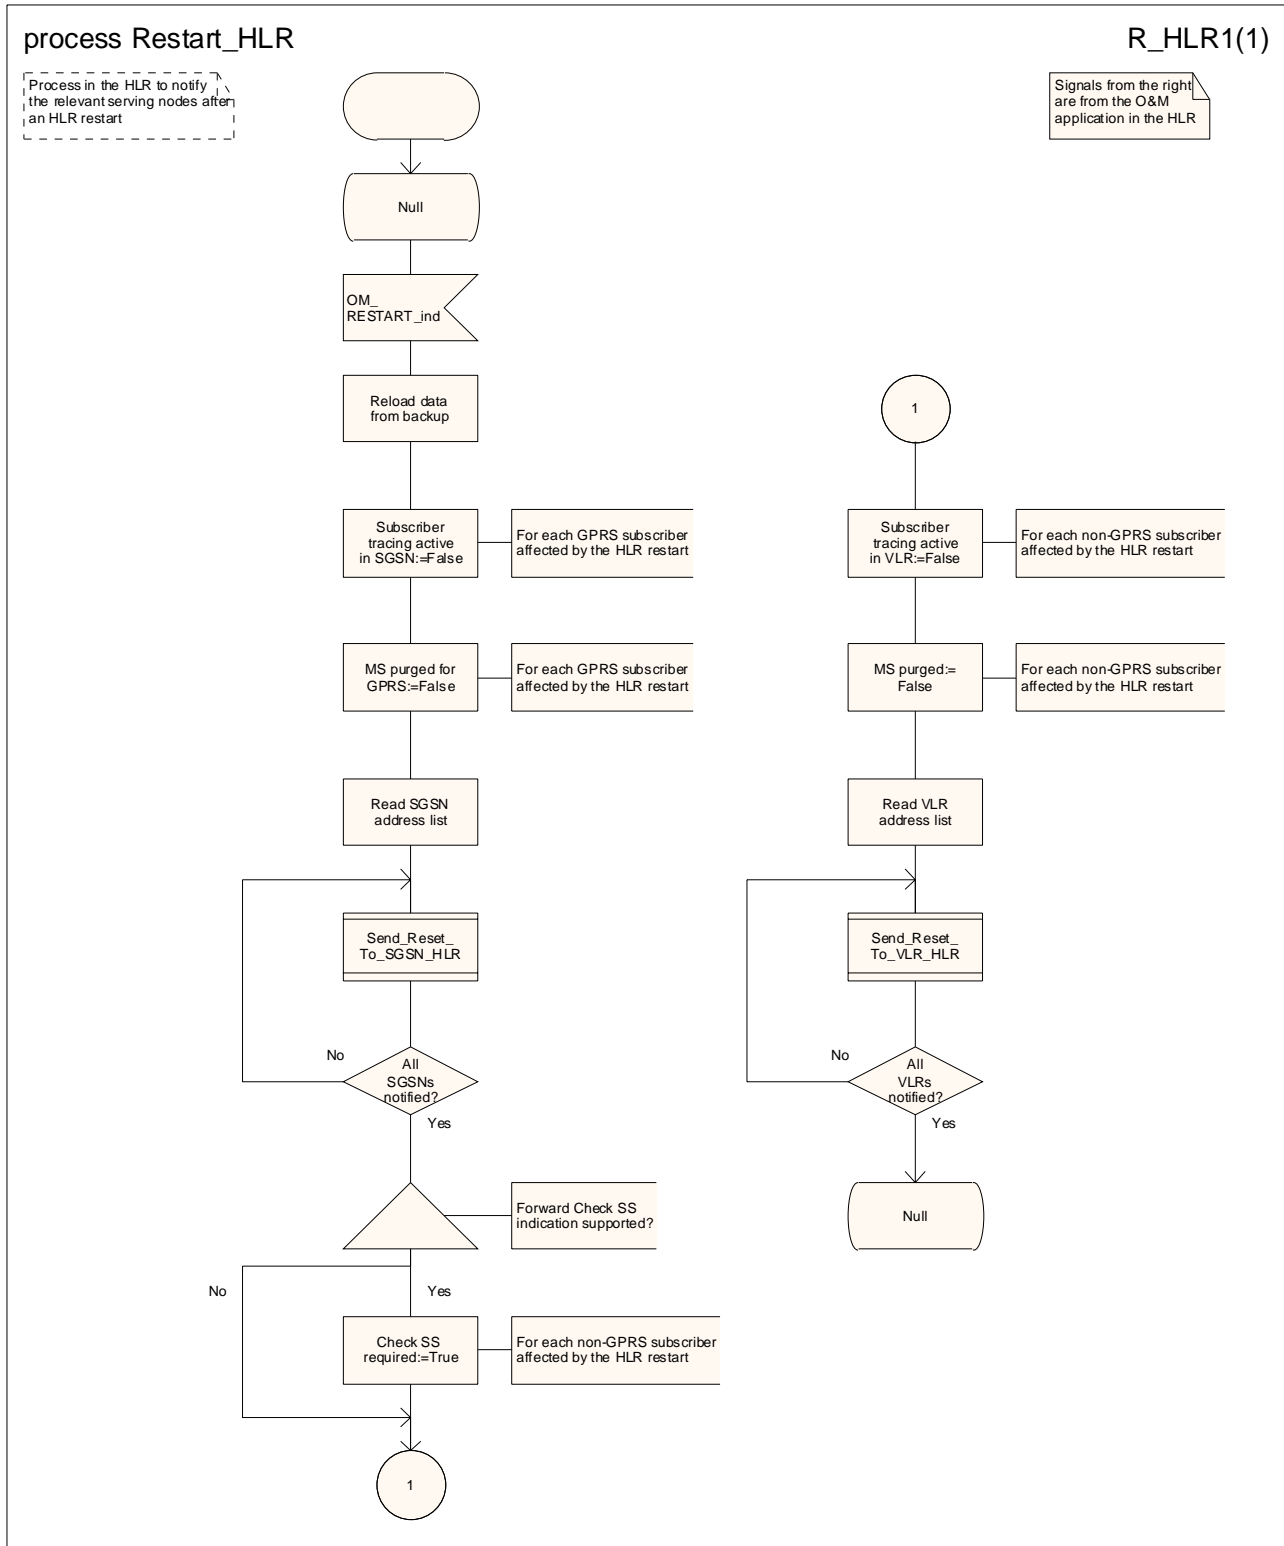 process Restart_HLR
R_HLR1(1)
Process in the HLR to notify
the relevant serving nodes after
an HLR restart
Signals from the right
are from the O&M
application in the HLR
Null
OM_
RESTART_ind
Reload data
from backup
Subscriber
tracing active
in SGSN:=False
For each GPRS subscriber
affected by the HLR restart
MS purged for
GPRS:=False
For each GPRS subscriber
affected by the HLR restart
Read SGSN
address list
Send_Reset_
To_SGSN_HLR
No
All
SGSNs
notified?
Yes
Forward Check SS
indication supported?
No
Yes
Check SS
required:=True
For each non-GPRS subscriber
affected by the HLR restart
1
1
Subscriber
tracing active
in VLR:=False
For each non-GPRS subscriber
affected by the HLR restart
MS purged:=
False
For each non-GPRS subscriber
affected by the HLR restart
Read VLR
address list
Send_Reset_
To_VLR_HLR
No
All
VLRs
notified?
Yes
Null